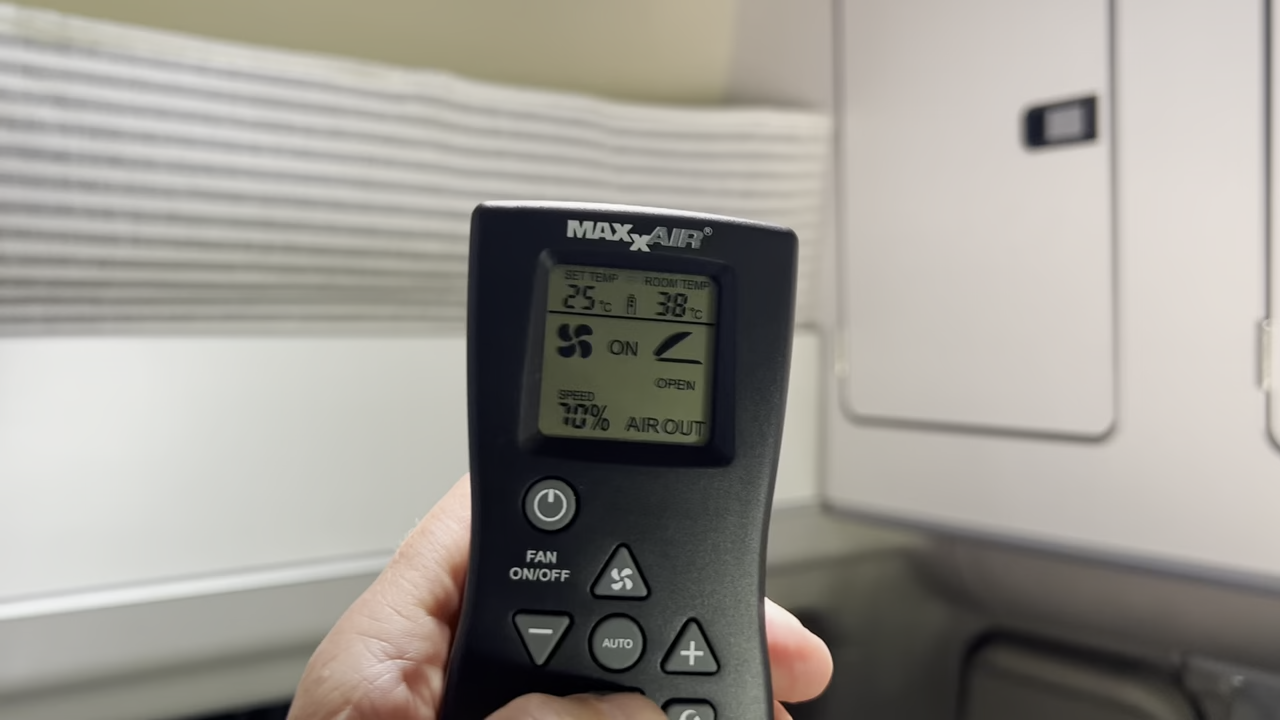 MAXXAIR®
SET TEMP ROOM TEMP
25°C 38°C
ON
OPEN
SPEED
70% AIR OUT
FAN
ON/OFF
AUTO